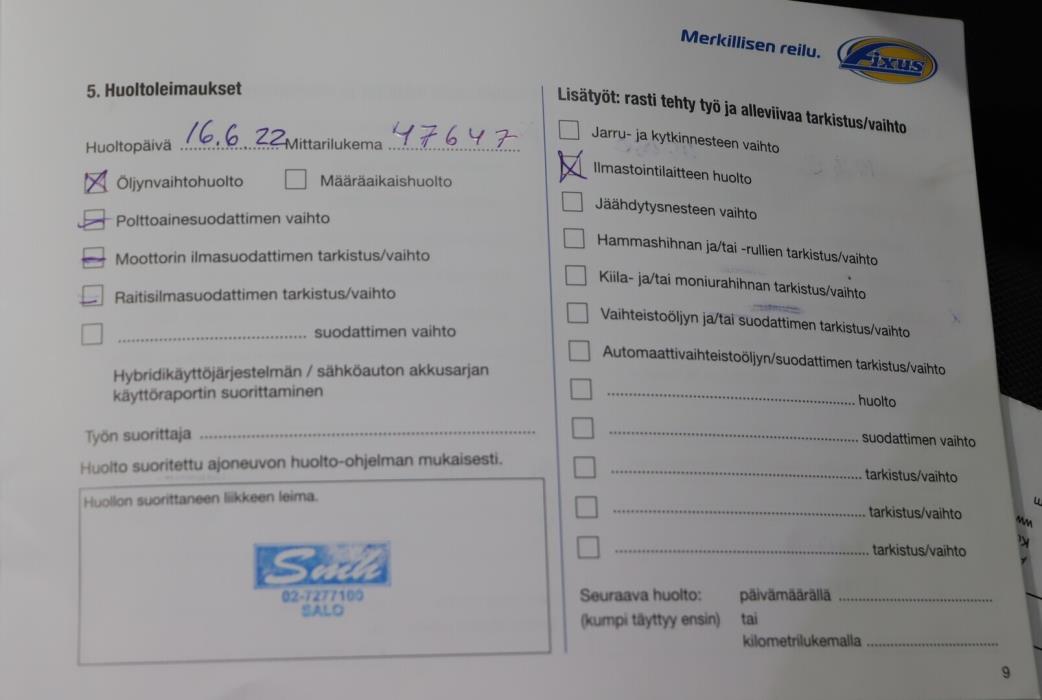 Merkillisen reilu.
Fixus
5. Huoltoleimaukset
Huoltopäivä 16.6.22 Mittarilukema 47647
Öljynvaihtohuolto Määräaikaishuolto
Polttoainesuodattimen vaihto
Moottorin ilmasuodattimen tarkistus/vaihto
Raitisilmasuodattimen tarkistus/vaihto
suodattimen vaihto
Hybridikäyttöjärjestelmän / sähköauton akkusarjan
käyttöraportin suorittaminen
Työn suorittaja
Huolto suoritettu ajoneuvon huolto-ohjelman mukaisesti.
Huollon suorittaneen liikkeen leima.
Smh
02-7277100
SALO
Lisätyöt: rasti tehty työ ja alleviivaa tarkistus/vaihto
Jarru- ja kytkinnesteen vaihto
Ilmastointilaitteen huolto
Jäähdytysnesteen vaihto
Hammashihnan ja/tai -rullien tarkistus/vaihto
Kiila- ja/tai moniurahihnan tarkistus/vaihto
Vaihteistoöljyn ja/tai suodattimen tarkistus/vaihto
Automaattivaihteistoöljyn/suodattimen tarkistus/vaihto
huolto
suodattimen vaihto
tarkistus/vaihto
tarkistus/vaihto
tarkistus/vaihto
Seuraava huolto: päivämäärällä
(kumpi täyttyy ensin) tai
kilometrilukemalla
9